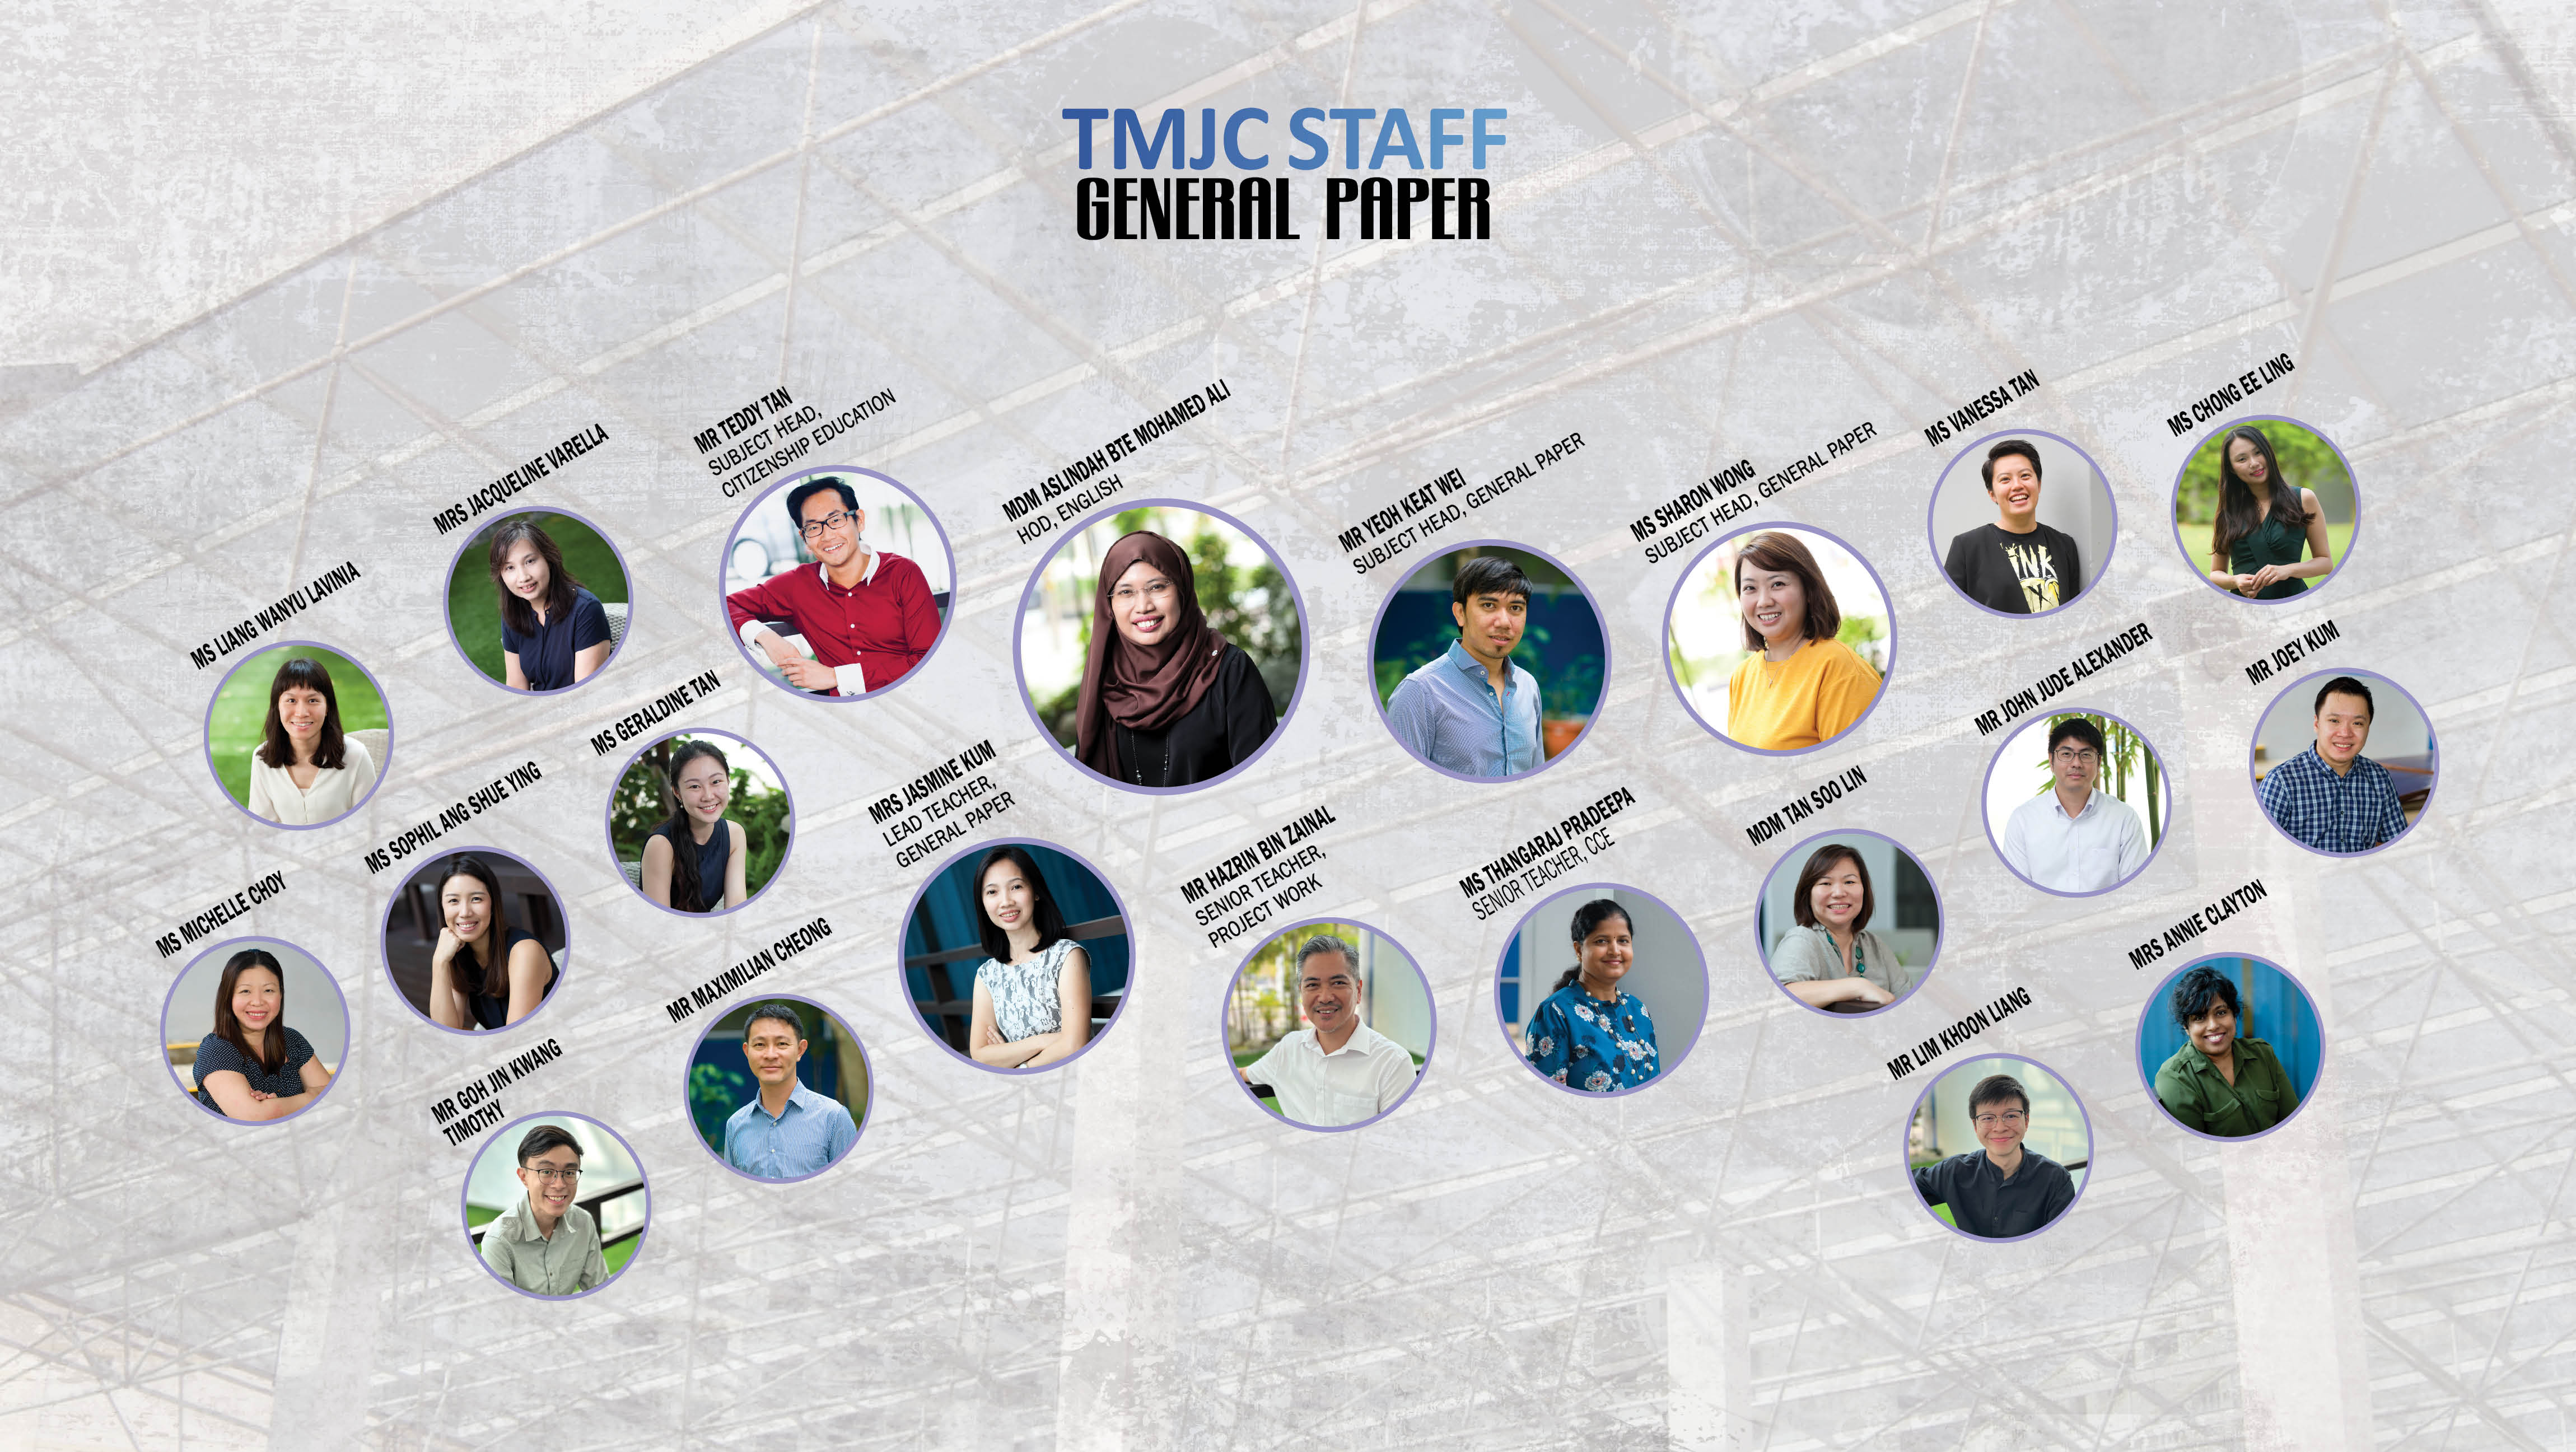 TMJC STAFF
GENERAL PAPER
MS LIANG WANYU LAVINIA
MRS JACQUELINE VARELLA
MR TEDDY TAN
SUBJECT HEAD,
CITIZENSHIP EDUCATION
MDM ASLINDAH BTE MOHAMED ALI
HOD, ENGLISH
MR YEOH KEAT WEI
SUBJECT HEAD, GENERAL PAPER
MS SHARON WONG
SUBJECT HEAD, GENERAL PAPER
MS VANESSA TAN
MS CHONG EE LING
MS MICHELLE CHOY
MS SOPHIL ANG SHUE YING
MS GERALDINE TAN
MRS JASMINE KUM
LEAD TEACHER,
GENERAL PAPER
MR HAZRIN BIN ZAINAL
SENIOR TEACHER,
PROJECT WORK
MS THANGARAJ PRADEEPA
SENIOR TEACHER, CCE
MDM TAN SOO LIN
MR JOHN JUDE ALEXANDER
MR JOEY KUM
MR GOH JIN KWANG
TIMOTHY
MR MAXIMILIAN CHEONG
MR LIM KHOON LIANG
MRS ANNIE CLAYTON